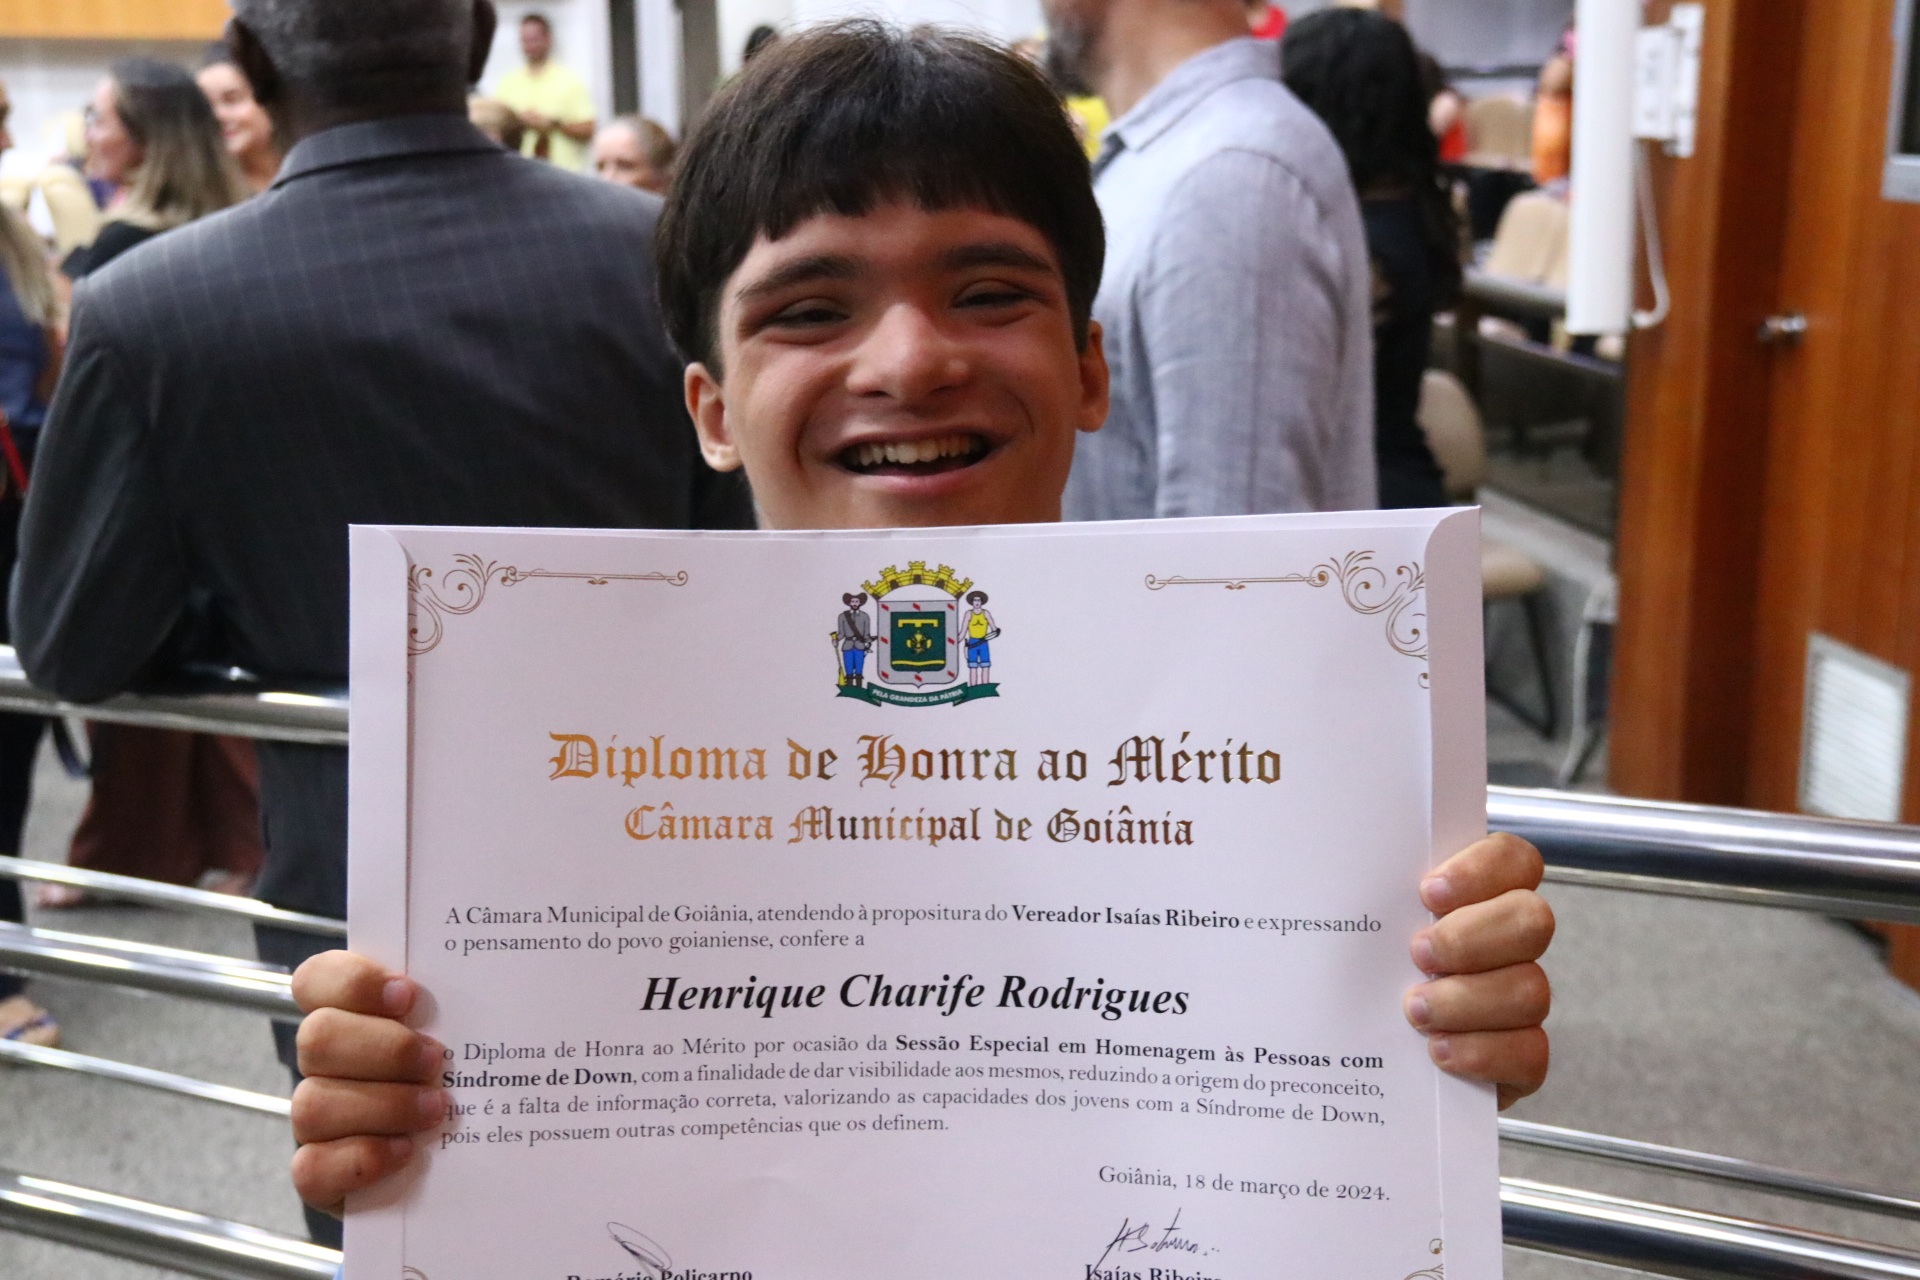 PELA GRANDEZA DA PÁTRIA
Diploma de Honra ao Mérito
Câmara Municipal de Goiânia
A Câmara Municipal de Goiânia, atendendo à propositura do Vereador Isaías Ribeiro e expressando
o pensamento do povo goianiense, confere a
Henrique Charife Rodrigues
o Diploma de Honra ao Mérito por ocasião da Sessão Especial em Homenagem às Pessoas com
Síndrome de Down, com a finalidade de dar visibilidade aos mesmos, reduzindo a origem do preconceito,
que é a falta de informação correta, valorizando as capacidades dos jovens com a Síndrome de Down,
pois eles possuem outras competências que os definem.
Goiânia, 18 de março de 2024.
Romário Policarpo
Isaías Ribeiro